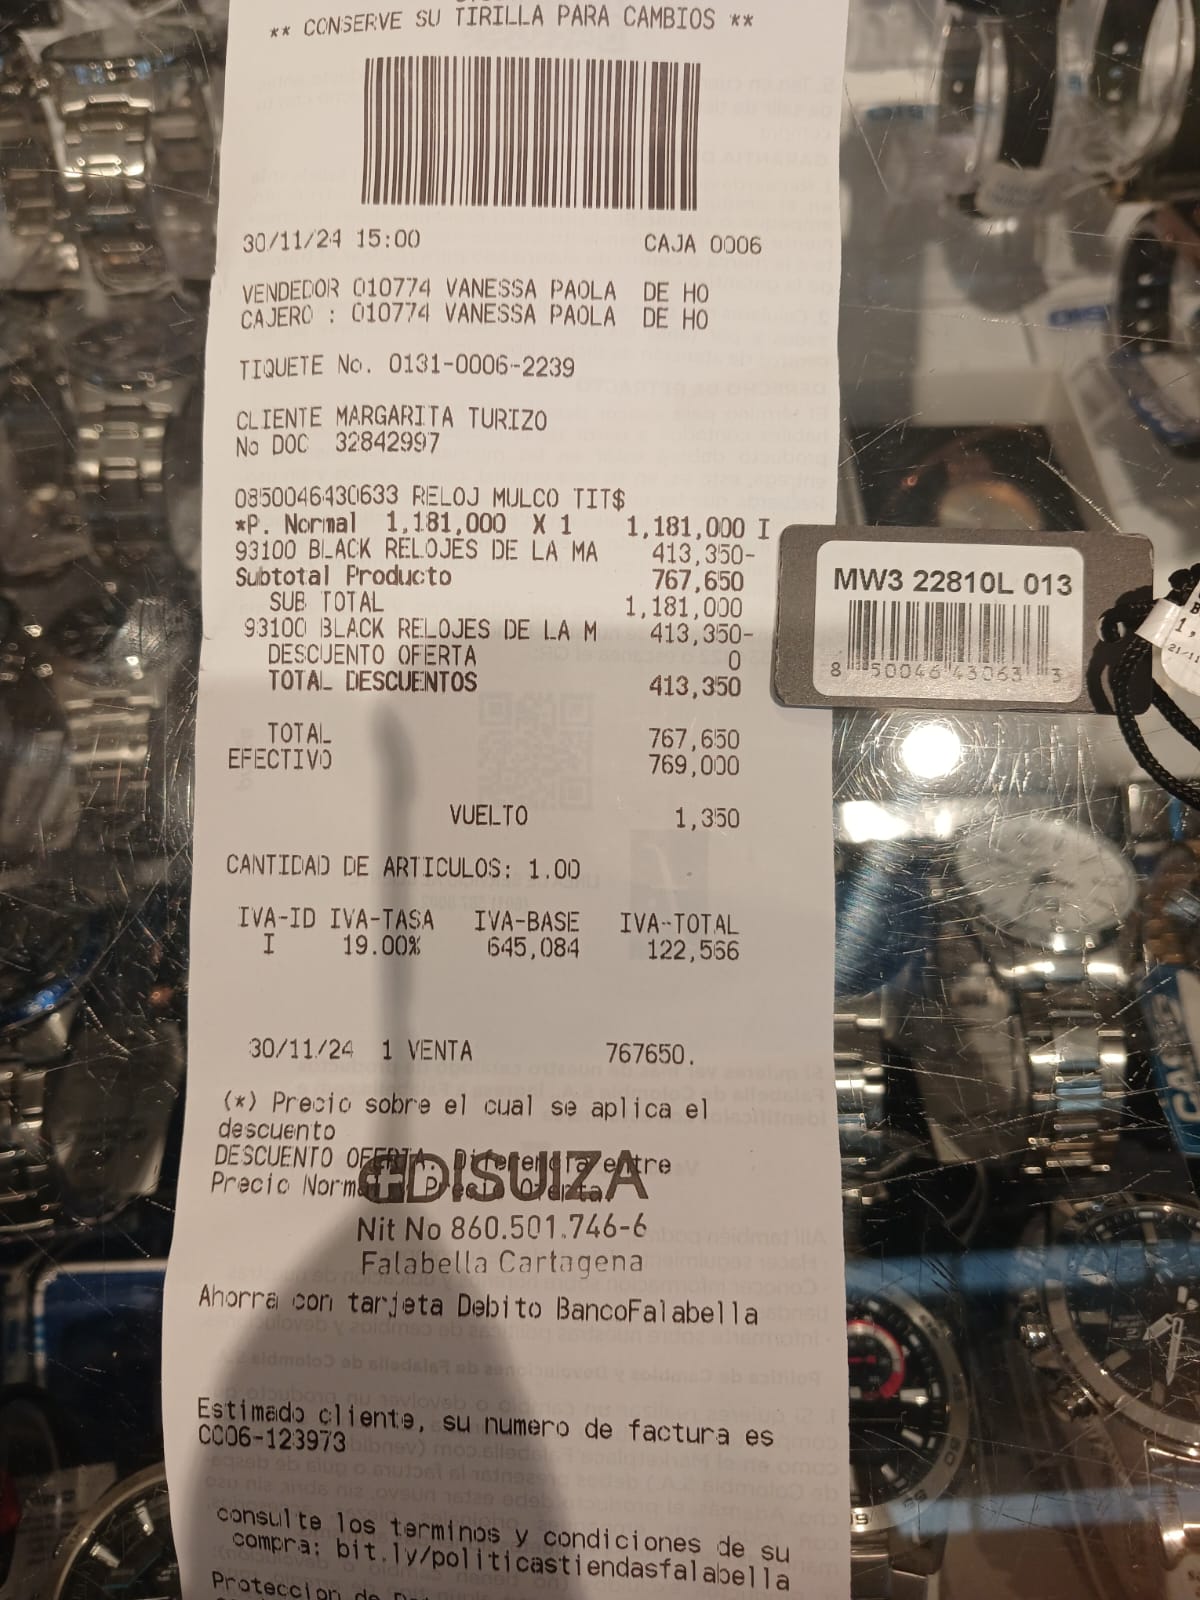 ** CONSERVE SU TIRILLA PARA CAMBIOS **
30/11/24 15:00 CAJA 0006
VENDEDOR 010774 VANESSA PAOLA DE HO
CAJERO : 010774 VANESSA PAOLA DE HO
TIQUETE No. 0131-0006-2239
CLIENTE MARGARITA TURIZO
No DOC 32842997
0850046430633 RELOJ MULCO TIT$
*P. Normal 1,181,000 X 1 1,181,000 I
93100 BLACK RELOJES DE LA MA 413,350-
Subtotal Producto 767,650
SUB TOTAL 1,181,000
93100 BLACK RELOJES DE LA M 413,350-
DESCUENTO OFERTA 0
TOTAL DESCUENTOS 413,350
TOTAL 767,650
EFECTIVO 769,000
VUELTO 1,350
CANTIDAD DE ARTICULOS: 1.00
IVA-ID IVA-TASA IVA-BASE IVA-TOTAL
I 19.00% 645,084 122,566
30/11/24 1 VENTA 767650.
(*) Precio sobre el cual se aplica el
descuento
DESCUENTO OFERTA. Diferencia entre
Precio Normal Precio Oferta.
DISUIZA
Nit No 860.501.746-6
Falabella Cartagena
Ahorra con tarjeta Debito BancoFalabella
Estimado cliente, su numero de factura es
CC06-123973
consulte los terminos y condiciones de su
compra: bit.ly/politicastiendasfalabella
Proteccion de
MW3 22810L 013
8 50046 43063 3